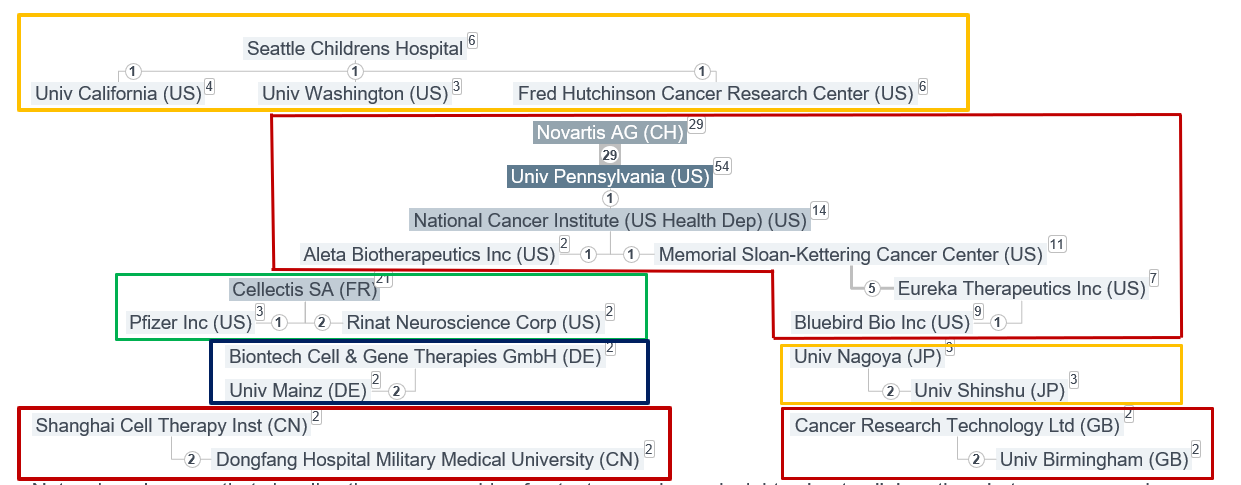 Seattle Childrens Hospital 6
1 1 1
Univ California (US) 4 Univ Washington (US) 3 Fred Hutchinson Cancer Research Center (US) 6
Novartis AG (CH) 29
29
Univ Pennsylvania (US) 54
1
National Cancer Institute (US Health Dep) (US) 14
Aleta Biotherapeutics Inc (US) 2 1 1 Memorial Sloan-Kettering Cancer Center (US) 11
Cellectis SA (FR) 21 5 Eureka Therapeutics Inc (US) 7
Pfizer Inc (US) 3 1 2 Rinat Neuroscience Corp (US) 2 Bluebird Bio Inc (US) 9 1
Biontech Cell & Gene Therapies GmbH (DE) 2 Univ Nagoya (JP) 3
Univ Mainz (DE) 2 2 2 Univ Shinshu (JP) 3
Shanghai Cell Therapy Inst (CN) 2 Cancer Research Technology Ltd (GB) 2
2 Dongfang Hospital Military Medical University (CN) 2 2 Univ Birmingham (GB) 2